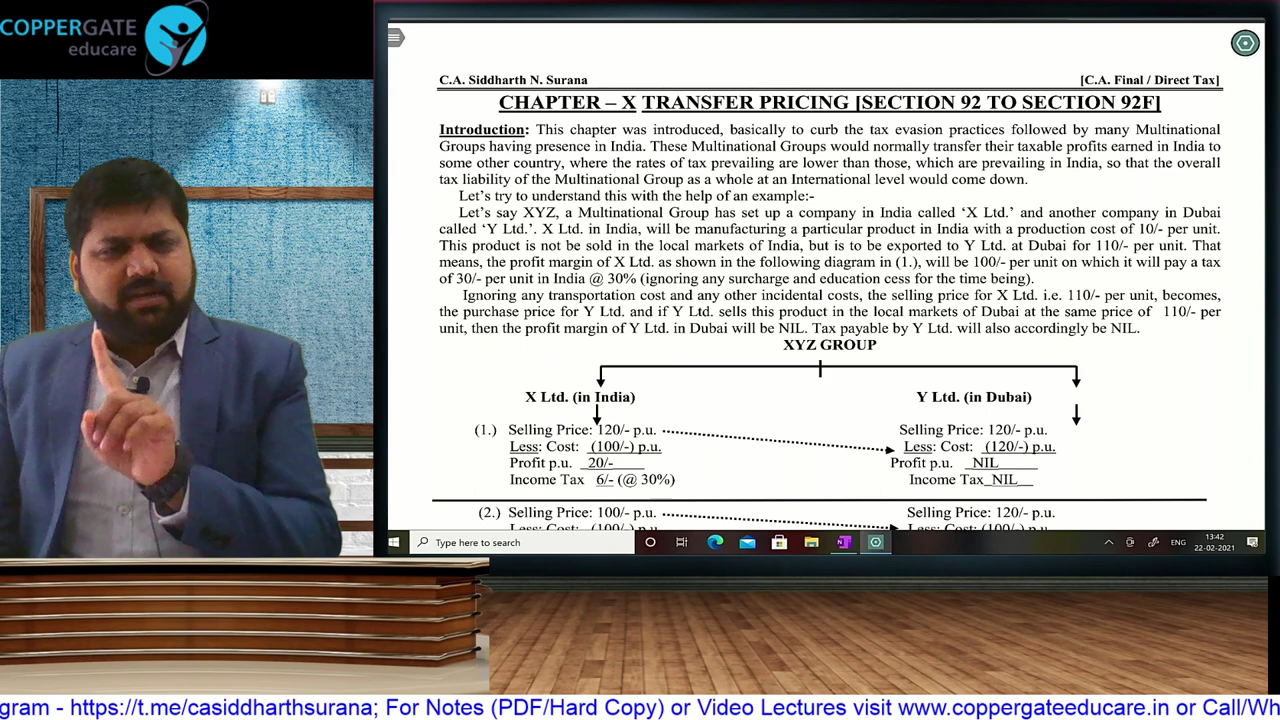 COPPERGATE
educare
C.A. Siddharth N. Surana [C.A. Final / Direct Tax]
CHAPTER – X TRANSFER PRICING [SECTION 92 TO SECTION 92F]
Introduction: This chapter was introduced, basically to curb the tax evasion practices followed by many Multinational
Groups having presence in India. These Multinational Groups would normally transfer their taxable profits earned in India to
some other country, where the rates of tax prevailing are lower than those, which are prevailing in India, so that the overall
tax liability of the Multinational Group as a whole at an International level would come down.
Let's try to understand this with the help of an example:-
Let's say XYZ, a Multinational Group has set up a company in India called 'X Ltd.' and another company in Dubai
called 'Y Ltd.'. X Ltd. in India, will be manufacturing a particular product in India with a production cost of 10/- per unit.
This product is not be sold in the local markets of India, but is to be exported to Y Ltd. at Dubai for 110/- per unit. That
means, the profit margin of X Ltd. as shown in the following diagram in (1.), will be 100/- per unit on which it will pay a tax
of 30/- per unit in India @ 30% (ignoring any surcharge and education cess for the time being).
Ignoring any transportation cost and any other incidental costs, the selling price for X Ltd. i.e. 110/- per unit, becomes,
the purchase price for Y Ltd. and if Y Ltd. sells this product in the local markets of Dubai at the same price of 110/- per
unit, then the profit margin of Y Ltd. in Dubai will be NIL. Tax payable by Y Ltd. will also accordingly be NIL.
XYZ GROUP
X Ltd. (in India) Y Ltd. (in Dubai)
(1.) Selling Price: 120/- p.u. Selling Price: 120/- p.u.
Less: Cost: (100/-) p.u. Less: Cost: (120/-) p.u.
Profit p.u. 20/- Profit p.u. NIL
Income Tax 6/- (@ 30%) Income Tax NIL
(2.) Selling Price: 100/- p.u. Selling Price: 120/- p.u.
Less: Cost: (100/-) p.u. Less: Cost: (100/-) p.u.
Type here to search
ENG
13:42
22-02-2021
gram - https://t.me/casiddharthsurana; For Notes (PDF/Hard Copy) or Video Lectures visit www.coppergateeducare.in or Call/Wh